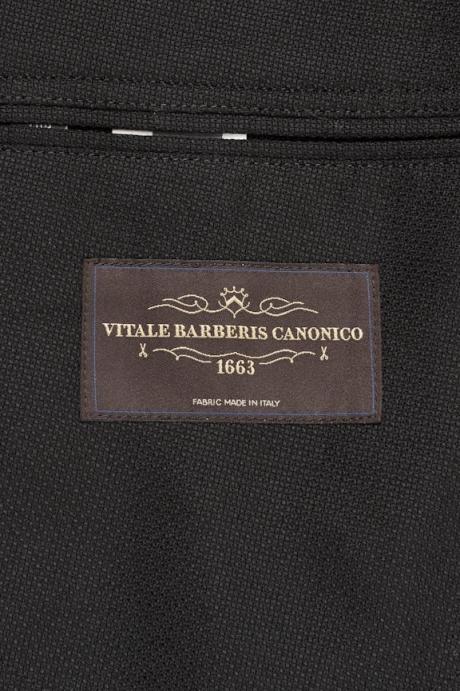 VITALE BARBERIS CANONICO
1663
FABRIC MADE IN ITALY